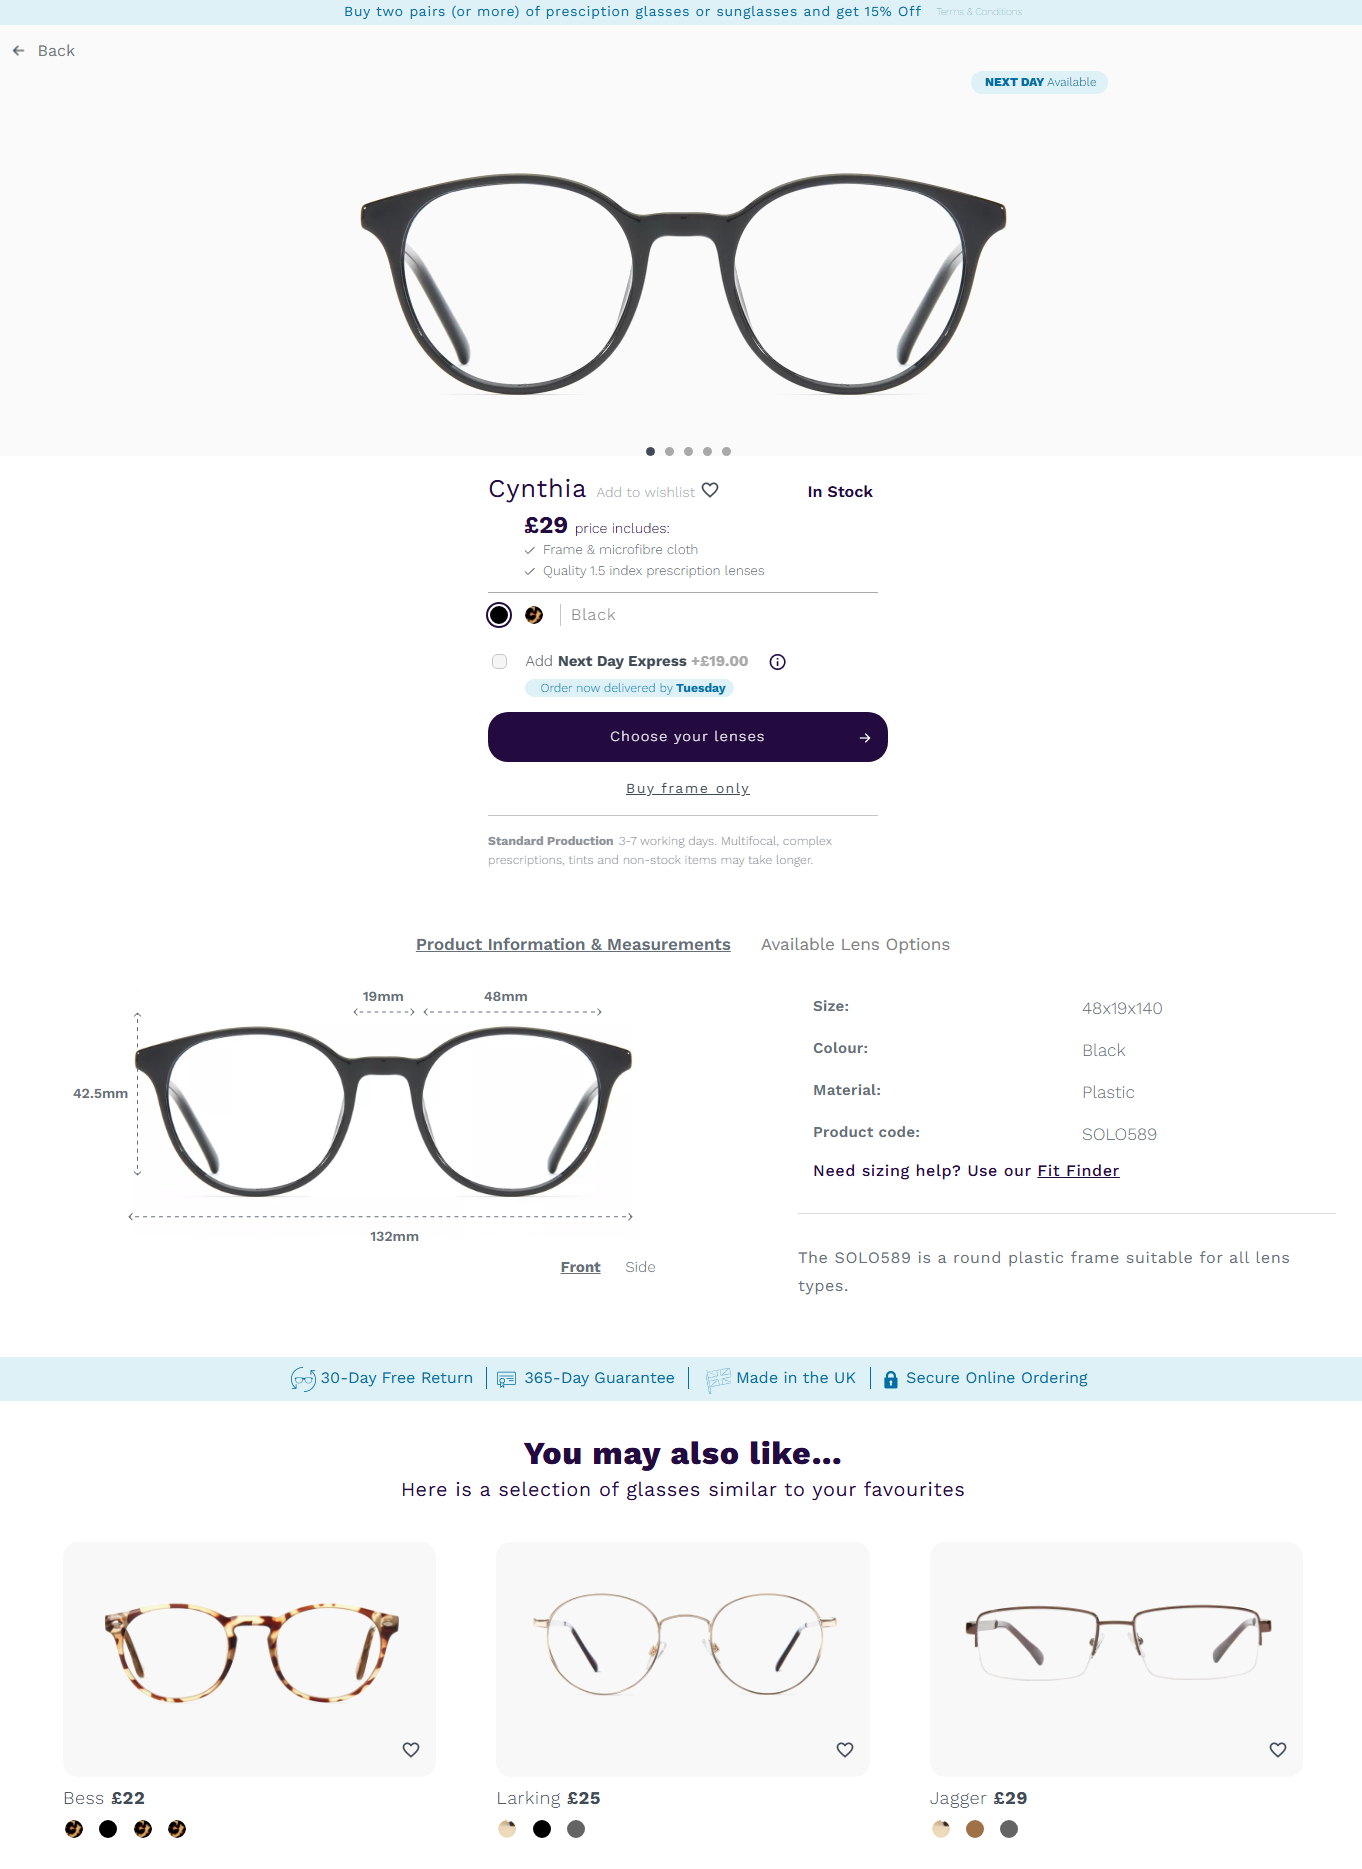 Buy two pairs (or more) of presciption glasses or sunglasses and get 15% Off Terms & Conditions
Back
NEXT DAY Available
Cynthia Add to wishlist In Stock
£29 price includes:
Frame & microfibre cloth
Quality 1.5 index prescription lenses
Black
Add Next Day Express +£19.00
Order now delivered by Tuesday
Choose your lenses
Buy frame only
Standard Production 3-7 working days. Multifocal, complex
prescriptions, tints and non-stock items may take longer.
Product Information & Measurements Available Lens Options
19mm 48mm
42.5mm
132mm
Front Side
Size: 48x19x140
Colour: Black
Material: Plastic
Product code: SOLO589
Need sizing help? Use our Fit Finder
The SOLO589 is a round plastic frame suitable for all lens
types.
30-Day Free Return 365-Day Guarantee Made in the UK Secure Online Ordering
You may also like...
Here is a selection of glasses similar to your favourites
Bess £22
Larking £25
Jagger £29